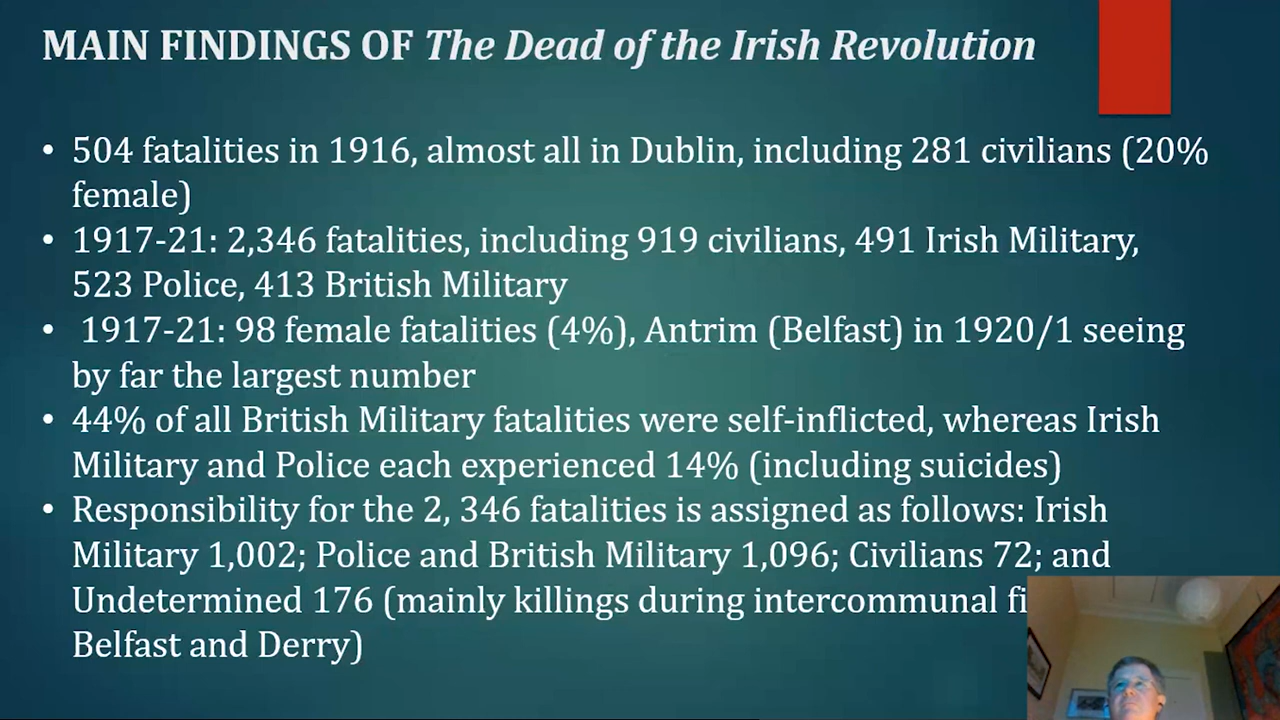 MAIN FINDINGS OF The Dead of the Irish Revolution
• 504 fatalities in 1916, almost all in Dublin, including 281 civilians (20%
female)
• 1917-21: 2,346 fatalities, including 919 civilians, 491 Irish Military,
523 Police, 413 British Military
• 1917-21: 98 female fatalities (4%), Antrim (Belfast) in 1920/1 seeing
by far the largest number
• 44% of all British Military fatalities were self-inflicted, whereas Irish
Military and Police each experienced 14% (including suicides)
• Responsibility for the 2, 346 fatalities is assigned as follows: Irish
Military 1,002; Police and British Military 1,096; Civilians 72; and
Undetermined 176 (mainly killings during intercommunal
Belfast and Derry)